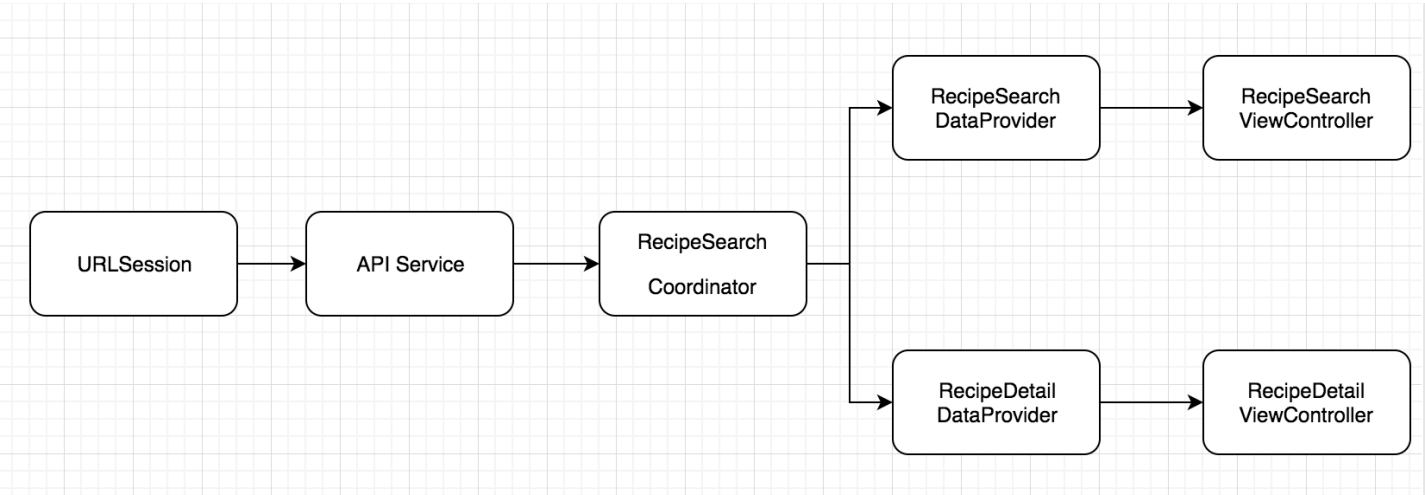 URLSession
API Service
RecipeSearch
Coordinator
RecipeSearch
DataProvider
RecipeSearch
ViewController
RecipeDetail
DataProvider
RecipeDetail
ViewController